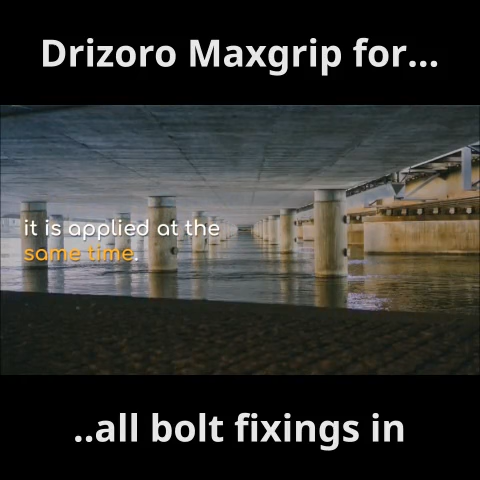 Drizoro Maxgrip for...
it is applied at the
same time.
..all bolt fixings in